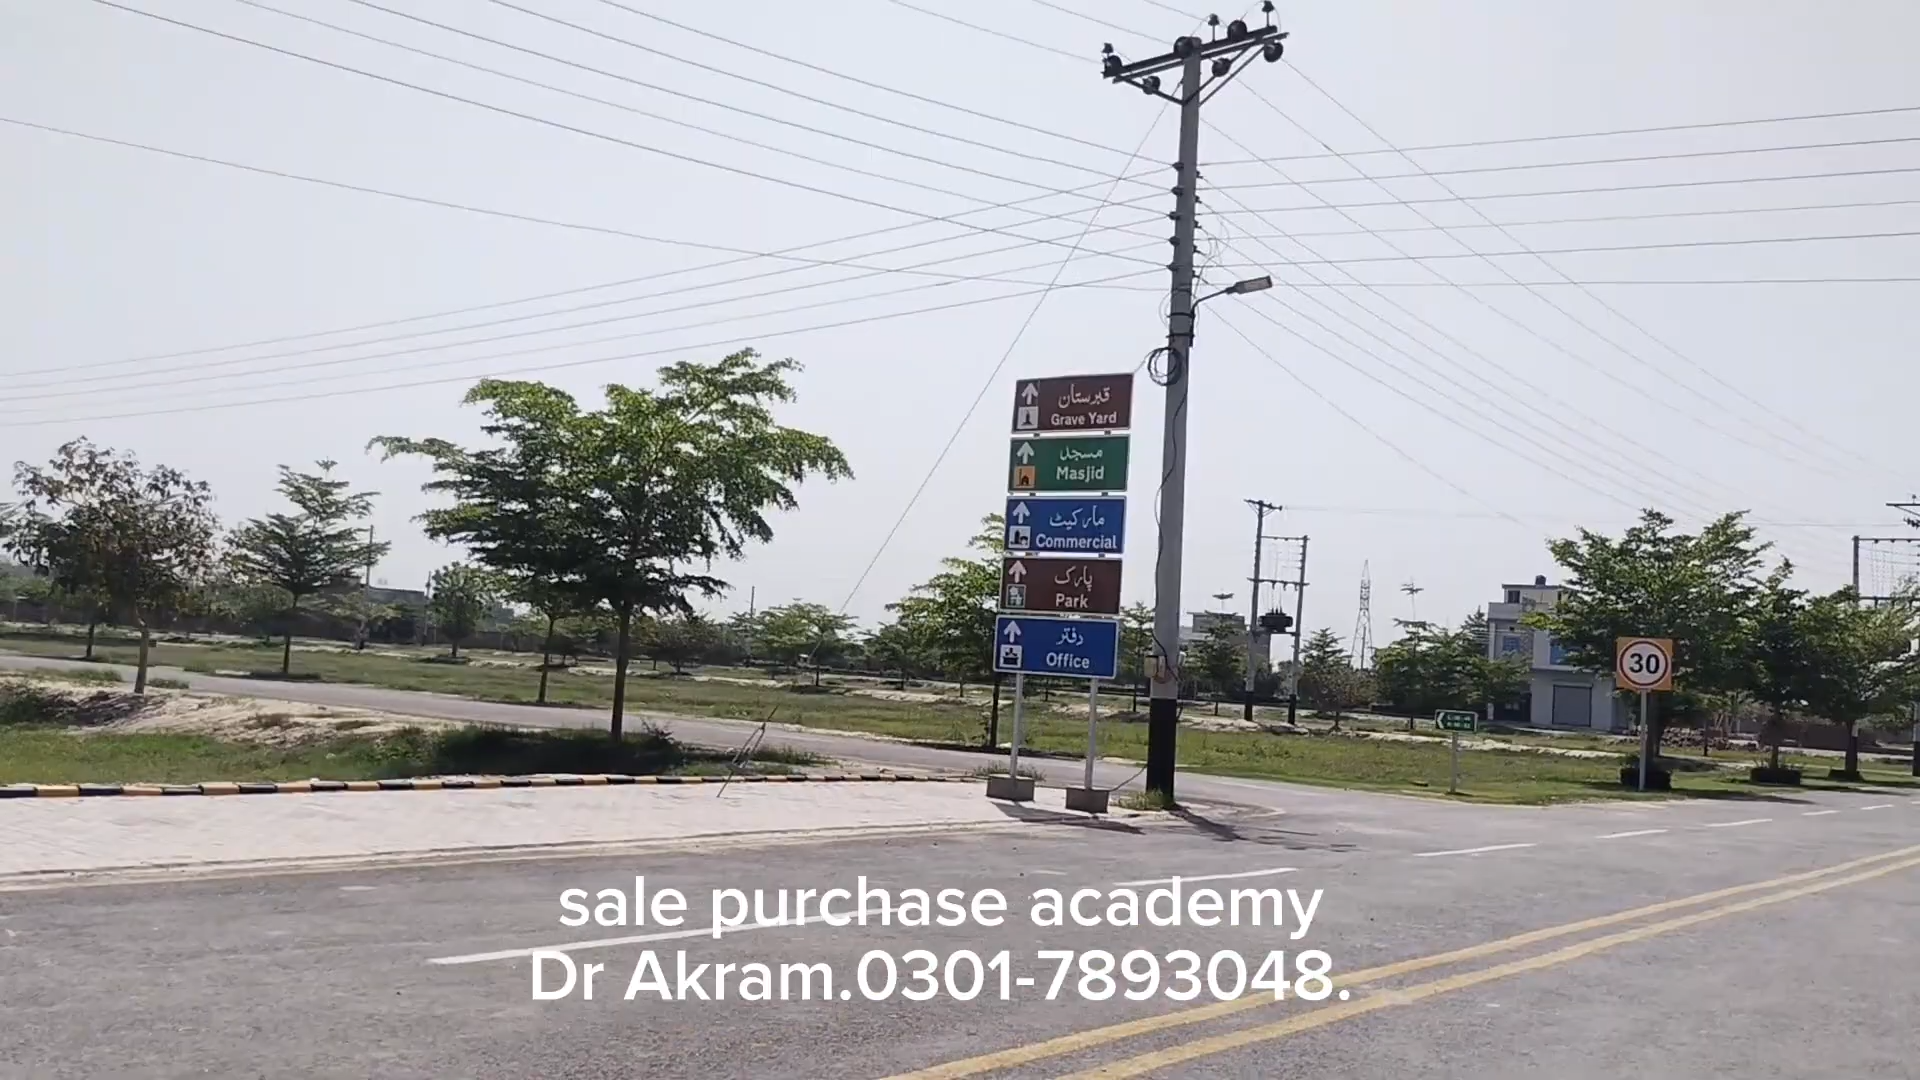 قبرستان
Grave Yard
مسجد
Masjid
مارکیٹ
Commercial
پارک
Park
دفتر
Office
30
sale purchase academy
Dr Akram.0301-7893048.